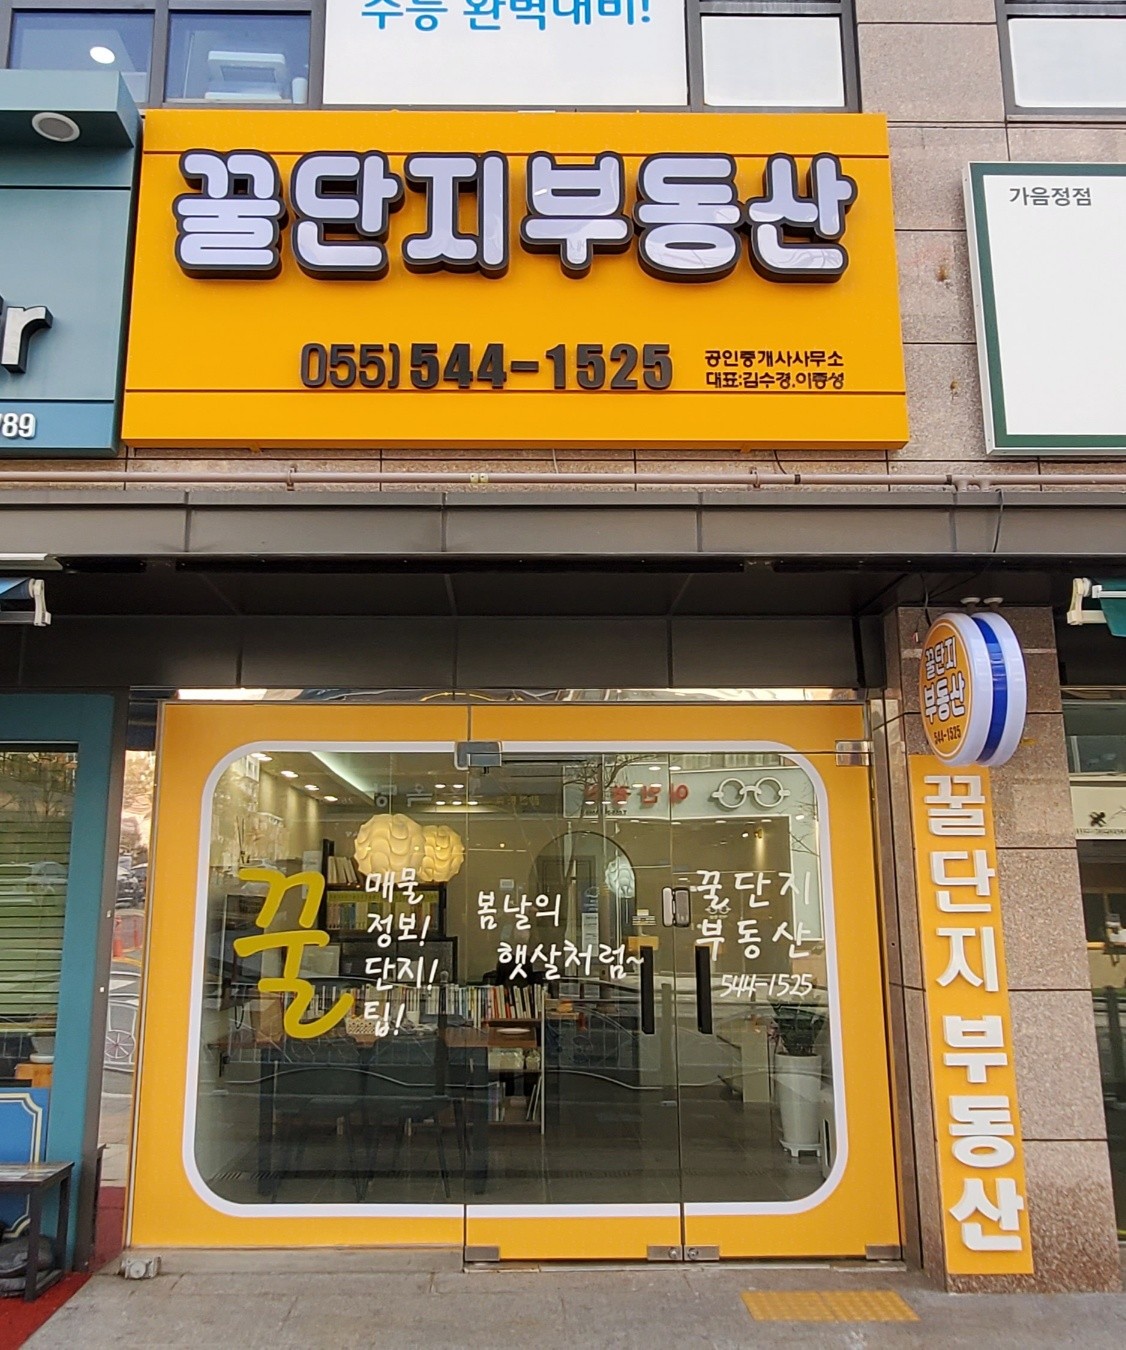 수능 완벽대비!
꿀단지부동산
055)544-1525
공인중개사사무소
대표:김수경.이종성
가음정점
r
789
꿀단지
부동산
544-1525
꿀
매물
정보!
단지!
팁!
봄날의
햇살처럼~
꿀단지
부동산
544-1525
꿀단지 부동산